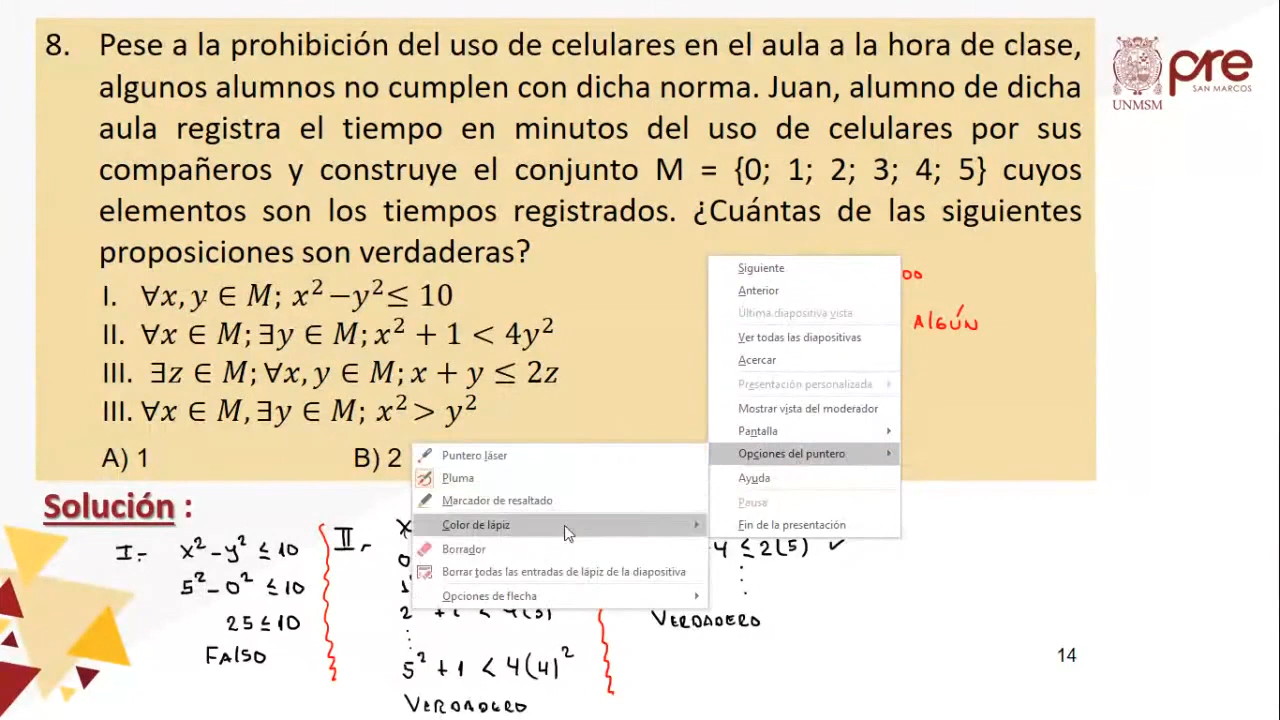 8. Pese a la prohibición del uso de celulares en el aula a la hora de clase,
algunos alumnos no cumplen con dicha norma. Juan, alumno de dicha
aula registra el tiempo en minutos del uso de celulares por sus
compañeros y construye el conjunto M = {0; 1; 2; 3; 4; 5} cuyos
elementos son los tiempos registrados. ¿Cuántas de las siguientes
proposiciones son verdaderas?
I. ∀x, y ∈ M; x² −y² ≤ 10
II. ∀x ∈ M; ∃y ∈ M; x² + 1 < 4y²
III. ∃z ∈ M; ∀x, y ∈ M; x + y ≤ 2z
III. ∀x ∈ M, ∃y ∈ M; x² > y²
A) 1
B) 2
pre
SAN MARCOS
UNMSM
ALGÚN
Siguiente
Anterior
Última diapositiva vista
Ver todas las diapositivas
Acercar
Presentación personalizada
Mostrar vista del moderador
Pantalla
Opciones del puntero
Ayuda
Pausa
Fin de la presentación
Puntero láser
Pluma
Marcador de resaltado
Color de lápiz
Borrador
Borrar todas las entradas de lápiz de la diapositiva
Opciones de flecha
Solución :
I.- x² - y² ≤ 10
5² - 0² ≤ 10
25 ≤ 10
FALSO
II.
5² + 1 < 4(4)²
VERDADERO
4 ≤ 2(5) ✓
VERDADERO
14